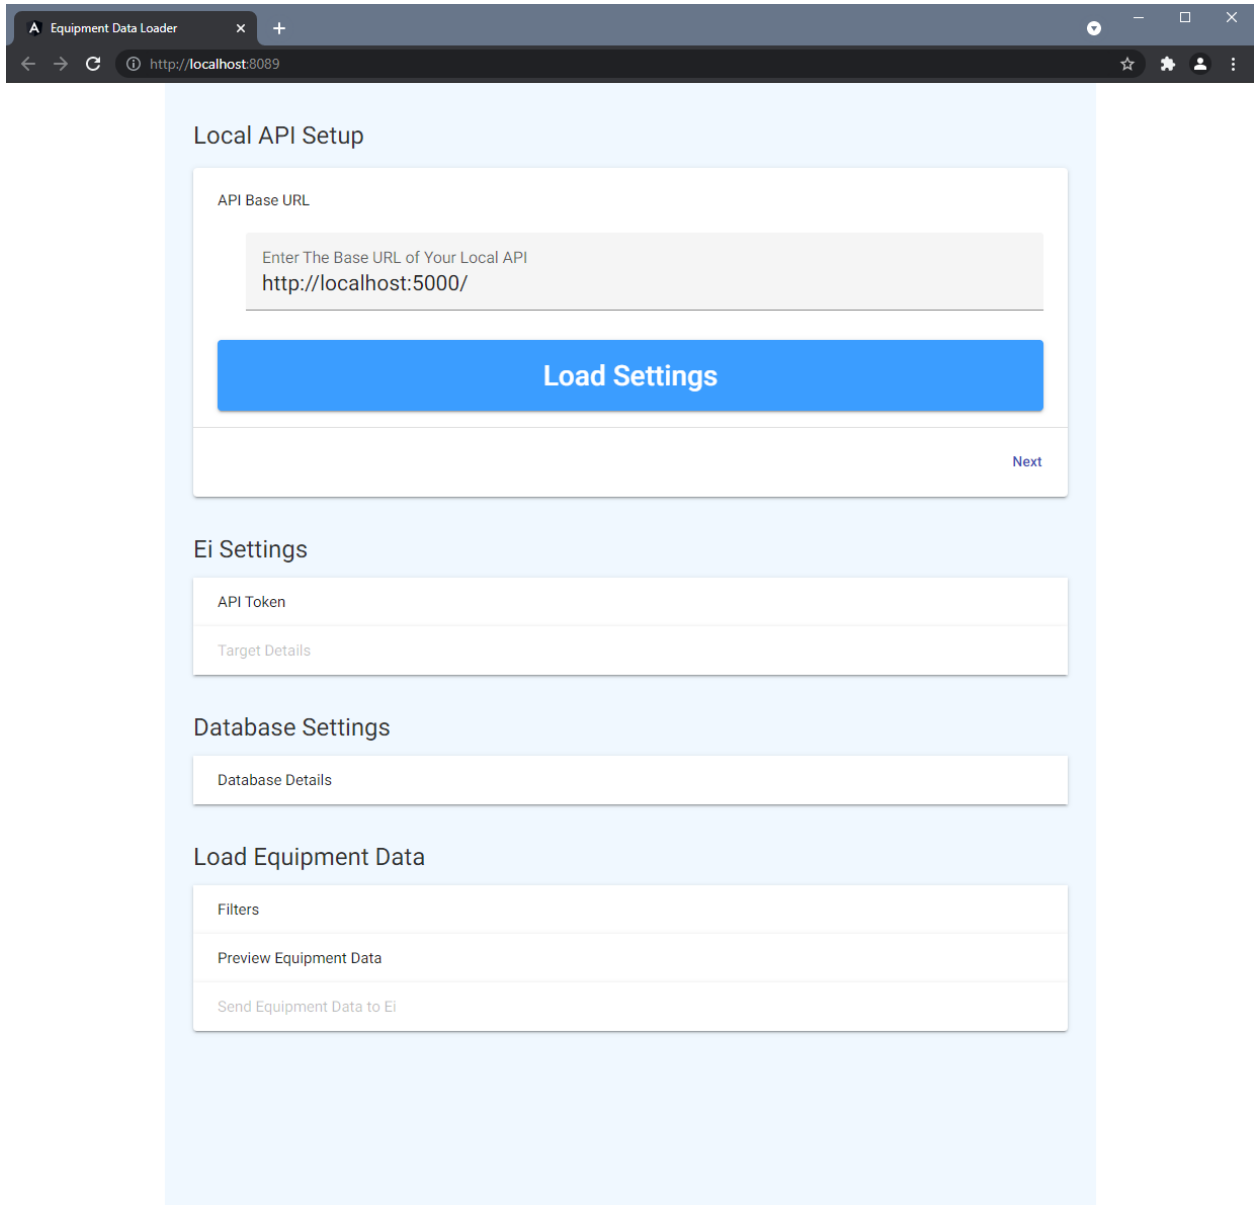 Equipment Data Loader
http://localhost:8089
Local API Setup
API Base URL
Enter The Base URL of Your Local API
http://localhost:5000/
Load Settings
Next
Ei Settings
API Token
Target Details
Database Settings
Database Details
Load Equipment Data
Filters
Preview Equipment Data
Send Equipment Data to Ei